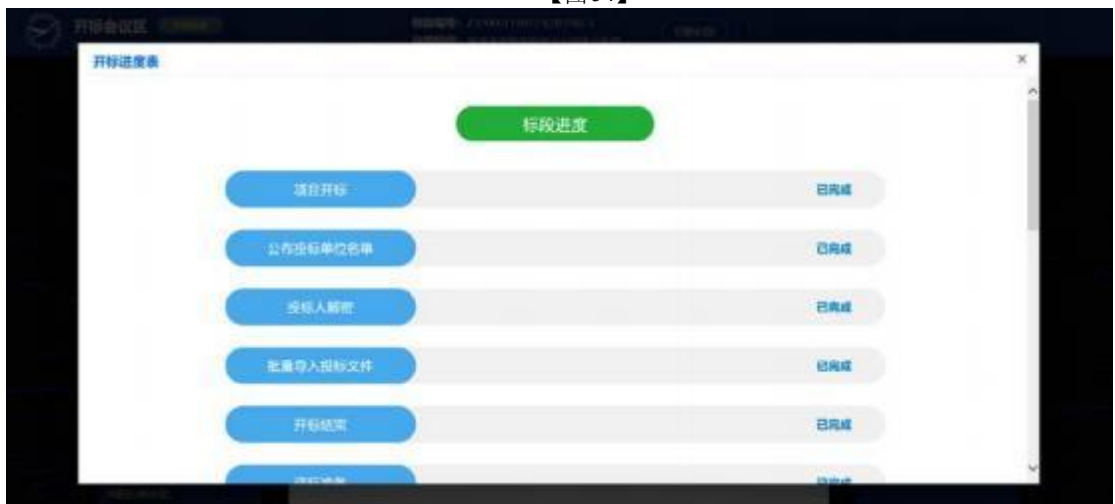 开标会议区
开标进度表
×
标段进度
项目开标 已完成
公布投标单位名单 已完成
投标人解密 已完成
批量导入投标文件 已完成
开标结束 已完成